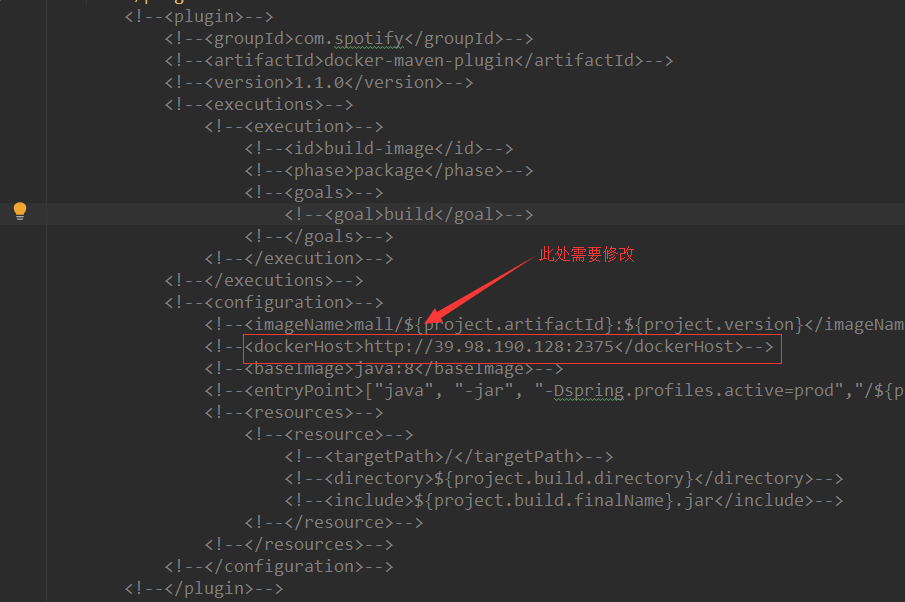 <!--<plugin>-->
<!--<groupId>com.spotify</groupId>-->
<!--<artifactId>docker-maven-plugin</artifactId>-->
<!--<version>1.1.0</version>-->
<!--<executions>-->
<!--<execution>-->
<!--<id>build-image</id>-->
<!--<phase>package</phase>-->
<!--<goals>-->
<!--<goal>build</goal>-->
<!--</goals>-->
<!--</execution>-->
此处需要修改
<!--</executions>-->
<!--<configuration>-->
<!--<imageName>mall/${project.artifactId}:${project.version}</imageNam
<!--<dockerHost>http://39.98.190.128:2375</dockerHost>-->
<!--<baseImage>java:8</baseImage>-->
<!--<entryPoint>["java", "-jar", "-Dspring.profiles.active=prod","/${p
<!--<resources>-->
<!--<resource>-->
<!--<targetPath>/</targetPath>-->
<!--<directory>${project.build.directory}</directory>-->
<!--<include>${project.build.finalName}.jar</include>-->
<!--</resource>-->
<!--</resources>-->
<!--</configuration>-->
<!--</plugin>-->